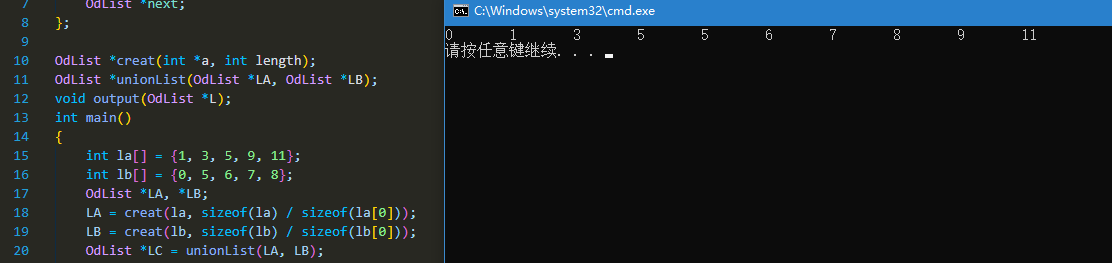 7 OdList *next;
8 };
9
10 OdList *creat(int *a, int length);
11 OdList *unionList(OdList *LA, OdList *LB);
12 void output(OdList *L);
13 int main()
14 {
15 int la[] = {1, 3, 5, 9, 11};
16 int lb[] = {0, 5, 6, 7, 8};
17 OdList *LA, *LB;
18 LA = creat(la, sizeof(la) / sizeof(la[0]));
19 LB = creat(lb, sizeof(lb) / sizeof(lb[0]));
20 OdList *LC = unionList(LA, LB);
C:\Windows\system32\cmd.exe
0 1 3 5 5 6 7 8 9 11
请按任意键继续. . .